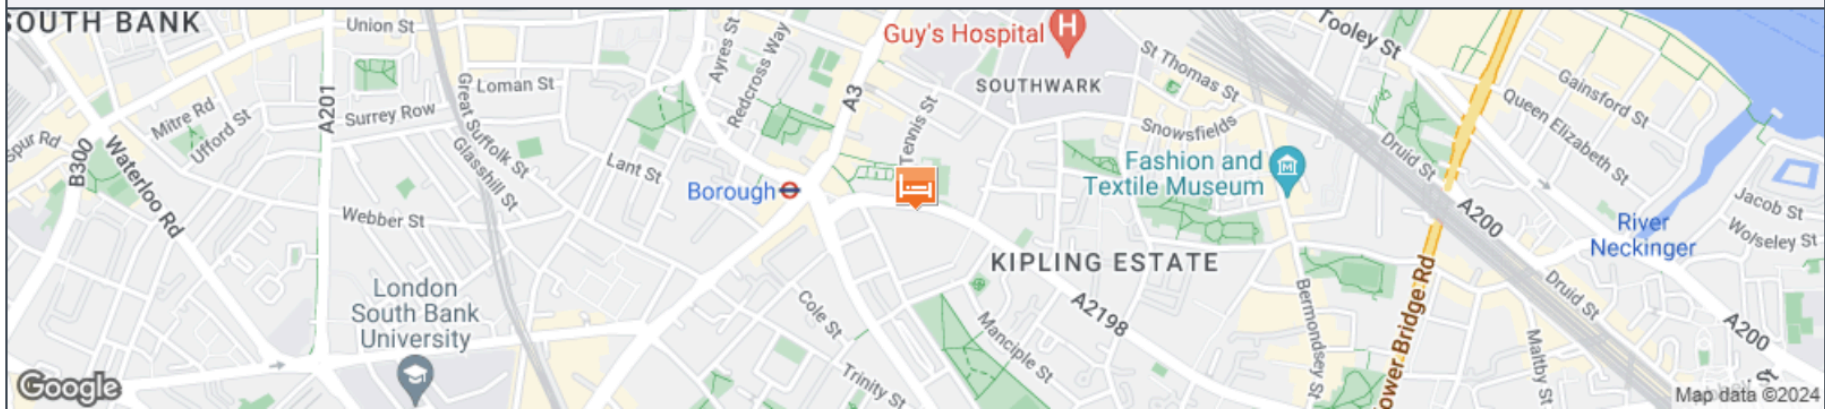 SOUTH BANK
Union St
Ayres St
Redcross Way
Guy's Hospital
H
Tooley St
St Thomas St
SOUTHWARK
Gainsford St
Loman St
A3
A201
Great Suffolk St
Mitre Rd
Ufford St
Surrey Row
Tennis St
Snowsfields
Queen Elizabeth St
Druid St
Spur Rd
B300
Waterloo Rd
Glasshill St
Lant St
Fashion and
Textile Museum
M
Borough
Jacob St
Webber St
A200
River
Neckinger
Wolseley St
KIPLING ESTATE
London
South Bank
University
Cole St
A2198
Druid St
Manciple St
Bermondsey St
ower Bridge Rd
A200
Maltby St
Trinity St
Google
Map data ©2024